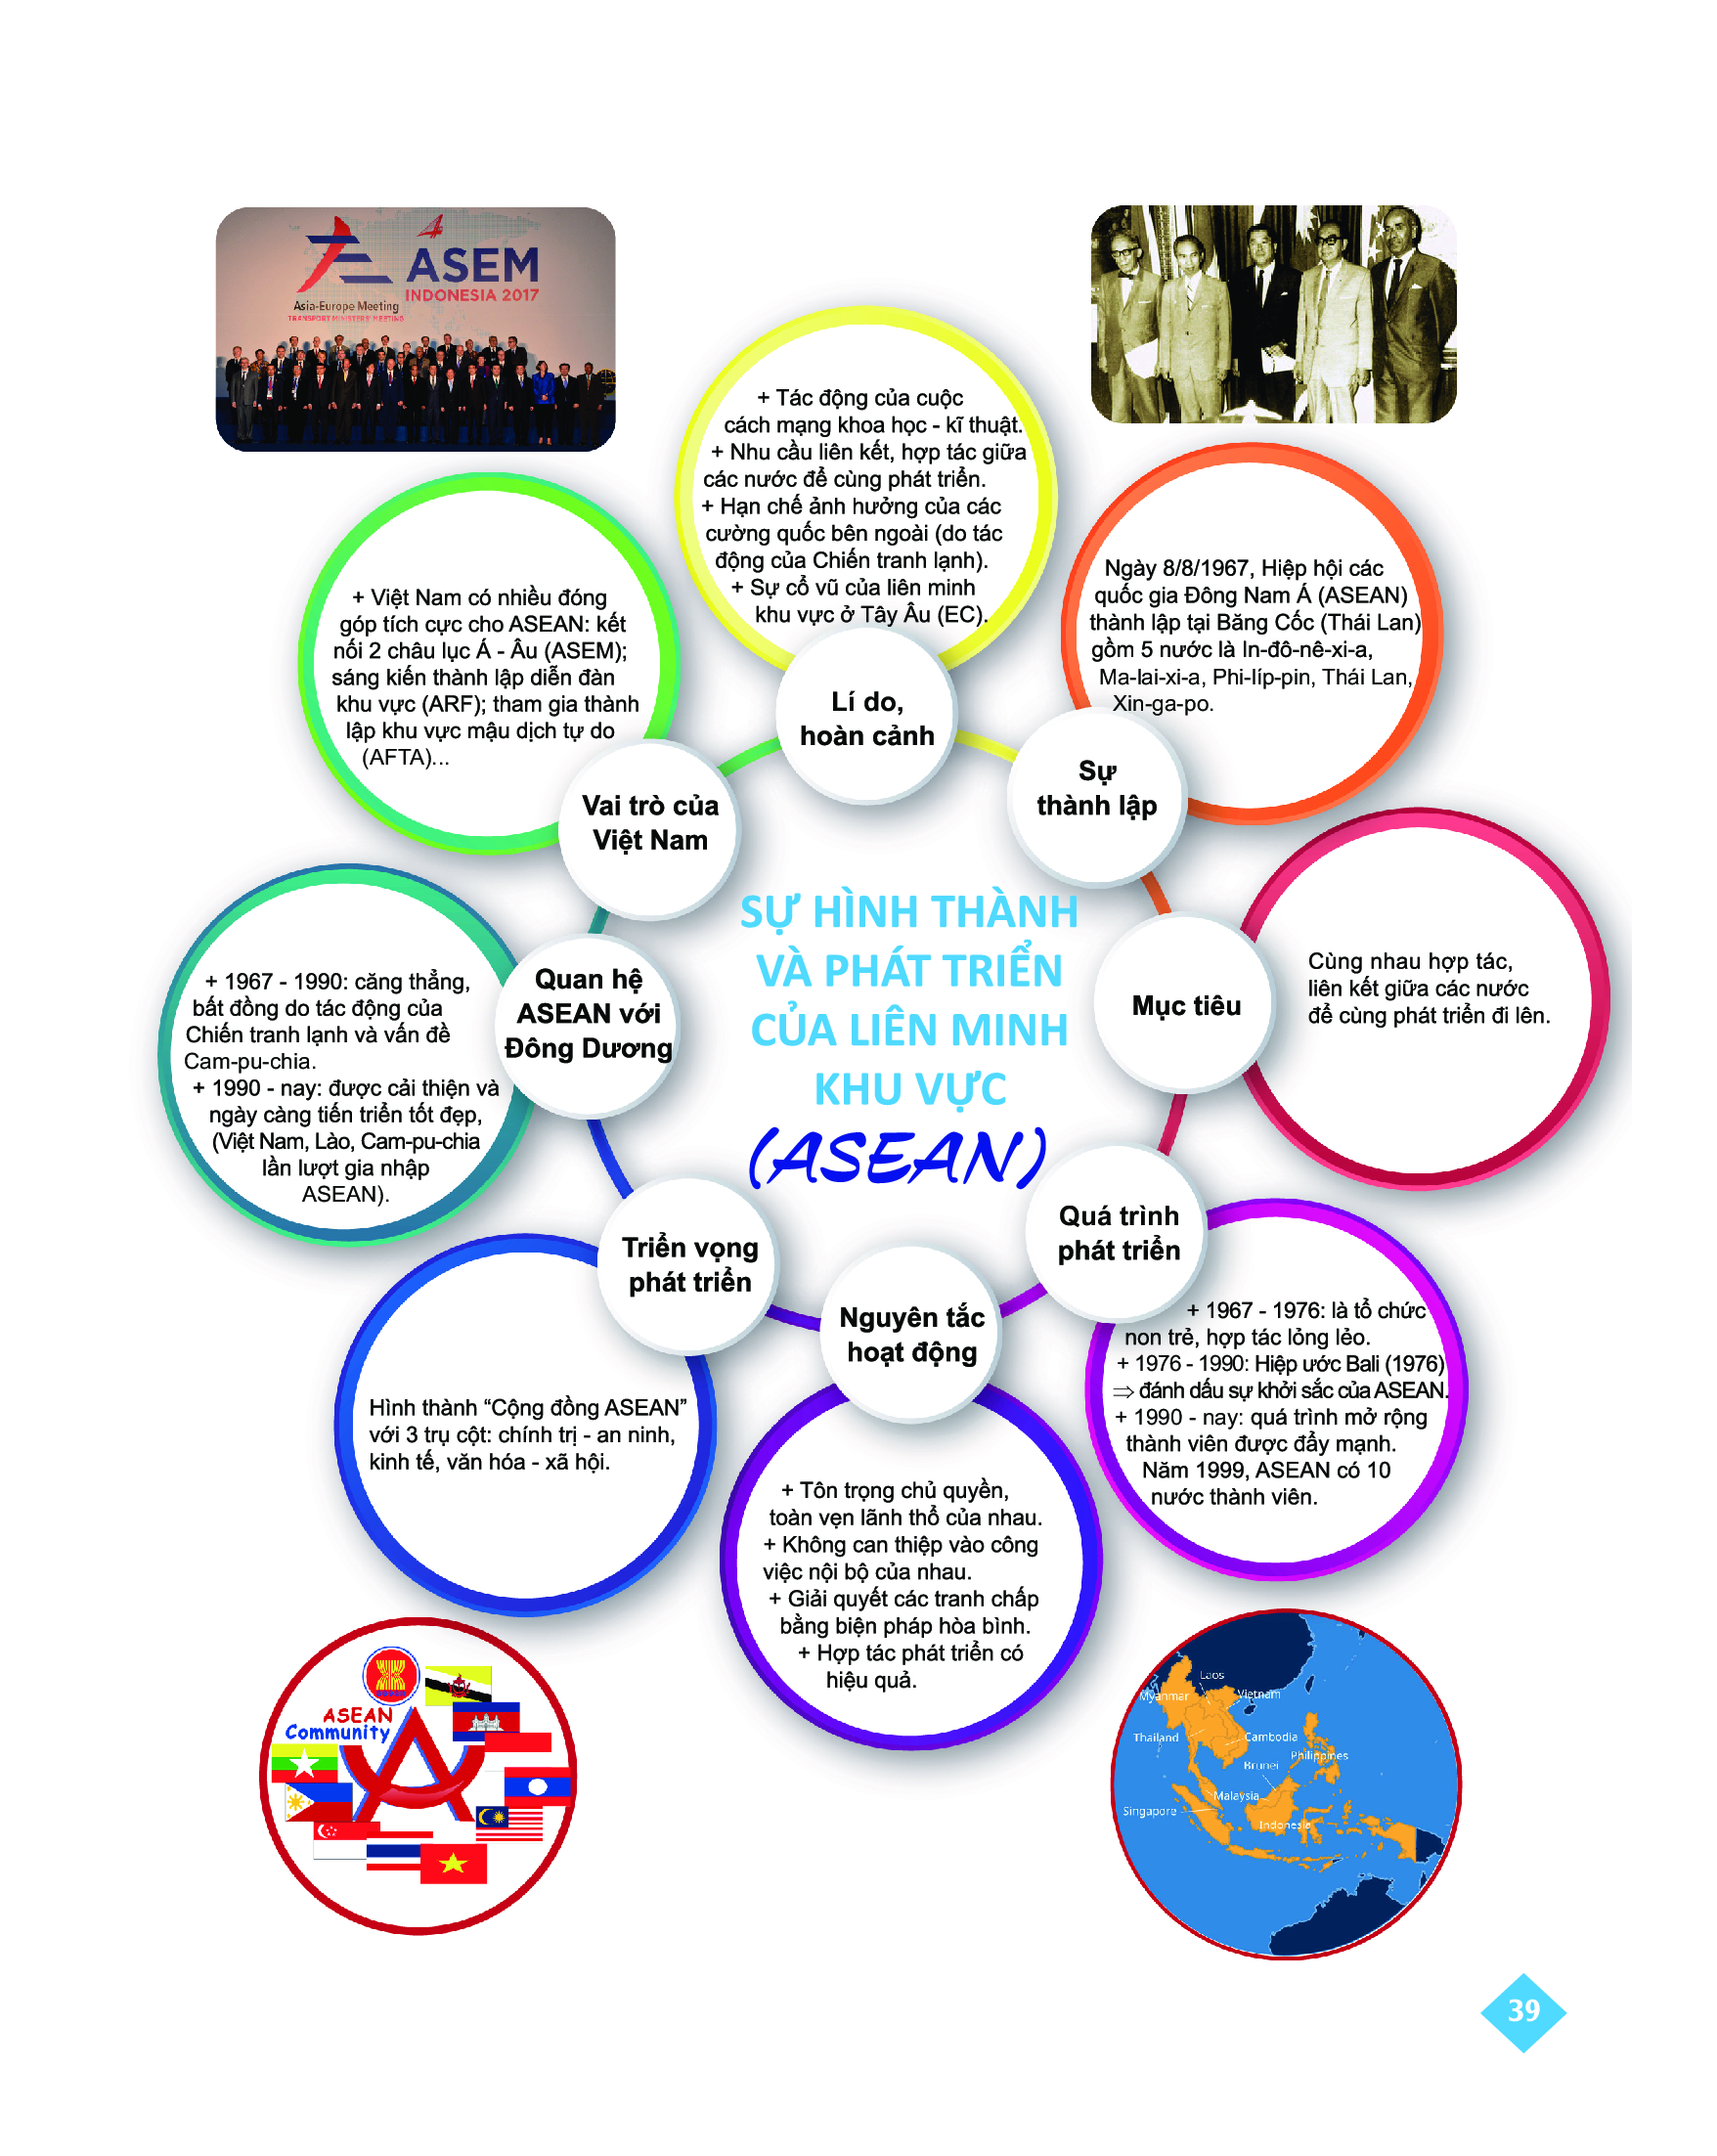 ASEM
INDONESIA 2017
Asia-Europe Meeting
TRANSPORT MINISTERS' MEETING
+ Tác động của cuộc
cách mạng khoa học - kĩ thuật.
+ Nhu cầu liên kết, hợp tác giữa
các nước để cùng phát triển.
+ Hạn chế ảnh hưởng của các
cường quốc bên ngoài (do tác
động của Chiến tranh lạnh).
+ Sự cổ vũ của liên minh
khu vực ở Tây Âu (EC).
Lí do,
hoàn cảnh
Ngày 8/8/1967, Hiệp hội các
quốc gia Đông Nam Á (ASEAN)
thành lập tại Băng Cốc (Thái Lan)
gồm 5 nước là In-đô-nê-xi-a,
Ma-lai-xi-a, Phi-líp-pin, Thái Lan,
Xin-ga-po.
Sự
thành lập
+ Việt Nam có nhiều đóng
góp tích cực cho ASEAN: kết
nối 2 châu lục Á - Âu (ASEM);
sáng kiến thành lập diễn đàn
khu vực (ARF); tham gia thành
lập khu vực mậu dịch tự do
(AFTA)...
Vai trò của
Việt Nam
SỰ HÌNH THÀNH
VÀ PHÁT TRIỂN
CỦA LIÊN MINH
KHU VỰC
(ASEAN)
Mục tiêu
Cùng nhau hợp tác,
liên kết giữa các nước
để cùng phát triển đi lên.
+ 1967 - 1990: căng thẳng,
bất đồng do tác động của
Chiến tranh lạnh và vấn đề
Cam-pu-chia.
+ 1990 - nay: được cải thiện và
ngày càng tiến triển tốt đẹp,
(Việt Nam, Lào, Cam-pu-chia
lần lượt gia nhập
ASEAN).
Quan hệ
ASEAN với
Đông Dương
Quá trình
phát triển
+ 1967 - 1976: là tổ chức
non trẻ, hợp tác lỏng lẻo.
+ 1976 - 1990: Hiệp ước Bali (1976)
⇒ đánh dấu sự khởi sắc của ASEAN.
+ 1990 - nay: quá trình mở rộng
thành viên được đẩy mạnh.
Năm 1999, ASEAN có 10
nước thành viên.
Triển vọng
phát triển
Hình thành “Cộng đồng ASEAN”
với 3 trụ cột: chính trị - an ninh,
kinh tế, văn hóa - xã hội.
Nguyên tắc
hoạt động
+ Tôn trọng chủ quyền,
toàn vẹn lãnh thổ của nhau.
+ Không can thiệp vào công
việc nội bộ của nhau.
+ Giải quyết các tranh chấp
bằng biện pháp hòa bình.
+ Hợp tác phát triển có
hiệu quả.
ASEAN
Community
Laos
Myanmar
Vietnam
Thailand
Cambodia
Philippines
Brunei
Malaysia
Singapore
Indonesia
39